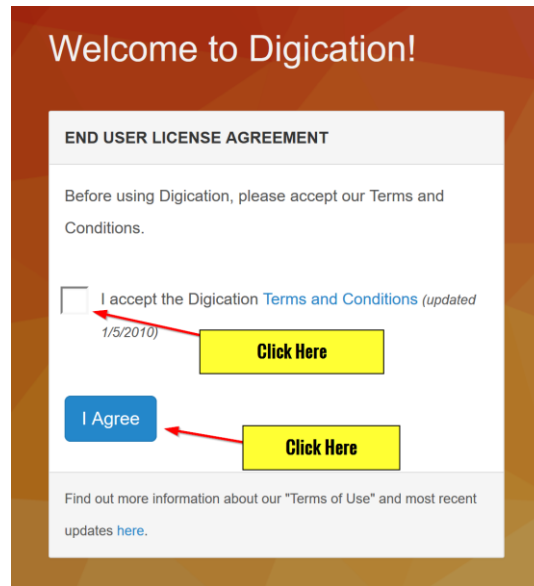 Welcome to Digication!
END USER LICENSE AGREEMENT
Before using Digication, please accept our Terms and
Conditions.
I accept the Digication Terms and Conditions (updated
1/5/2010)
Click Here
I Agree
Click Here
Find out more information about our "Terms of Use" and most recent
updates here.